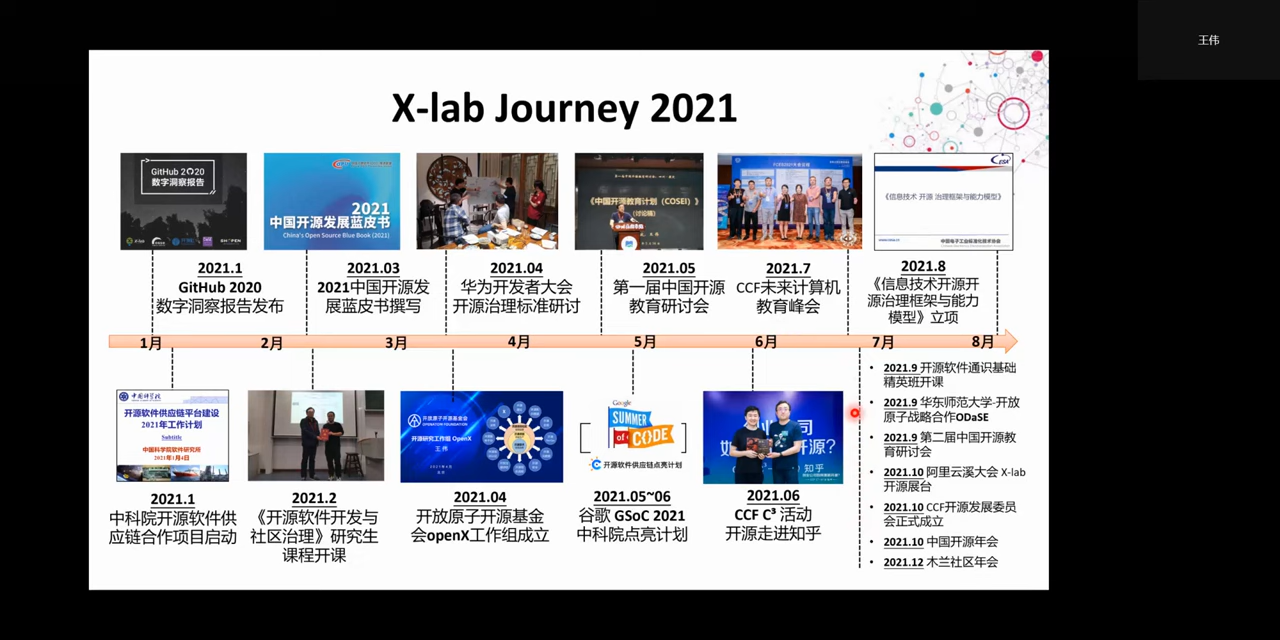 王伟
X-lab Journey 2021
GitHub 2020
数字洞察报告
2021
中国开源发展蓝皮书
China's Open Source Blue Book (2021)
《中国开源教育计划（COSEI）》
（讨论稿）
CESA
《信息技术 开源 治理框架与能力模型》
中国电子工业标准化技术协会
2021.1
GitHub 2020
数字洞察报告发布
2021.03
2021中国开源发
展蓝皮书撰写
2021.04
华为开发者大会
开源治理标准研讨
2021.05
第一届中国开源
教育研讨会
2021.7
CCF未来计算机
教育峰会
2021.8
《信息技术开源开
源治理框架与能力
模型》立项
1月
2月
3月
4月
5月
6月
7月
8月
中国科学院
开源软件供应链平台建设
2021年工作计划
Subtitle
中国科学院软件研究所
2021年1月4日
开放原子开源基金会
OPENATOM FOUNDATION
开源研究工作组 OpenX
王 伟
Google
SUMMER
of CODE
开源软件供应链点亮计划
知乎
2021.1
中科院开源软件供
应链合作项目启动
2021.2
《开源软件开发与
社区治理》研究生
课程开课
2021.04
开放原子开源基金
会openX工作组成立
2021.05~06
谷歌 GSoC 2021
中科院点亮计划
2021.06
CCF C³ 活动
开源走进知乎
• 2021.9 开源软件通识基础
精英班开课
• 2021.9 华东师范大学-开放
原子战略合作ODaSE
• 2021.9 第二届中国开源教
育研讨会
• 2021.10 阿里云溪大会 X-lab
开源展台
• 2021.10 CCF开源发展委员
会正式成立
• 2021.10 中国开源年会
• 2021.12 木兰社区年会